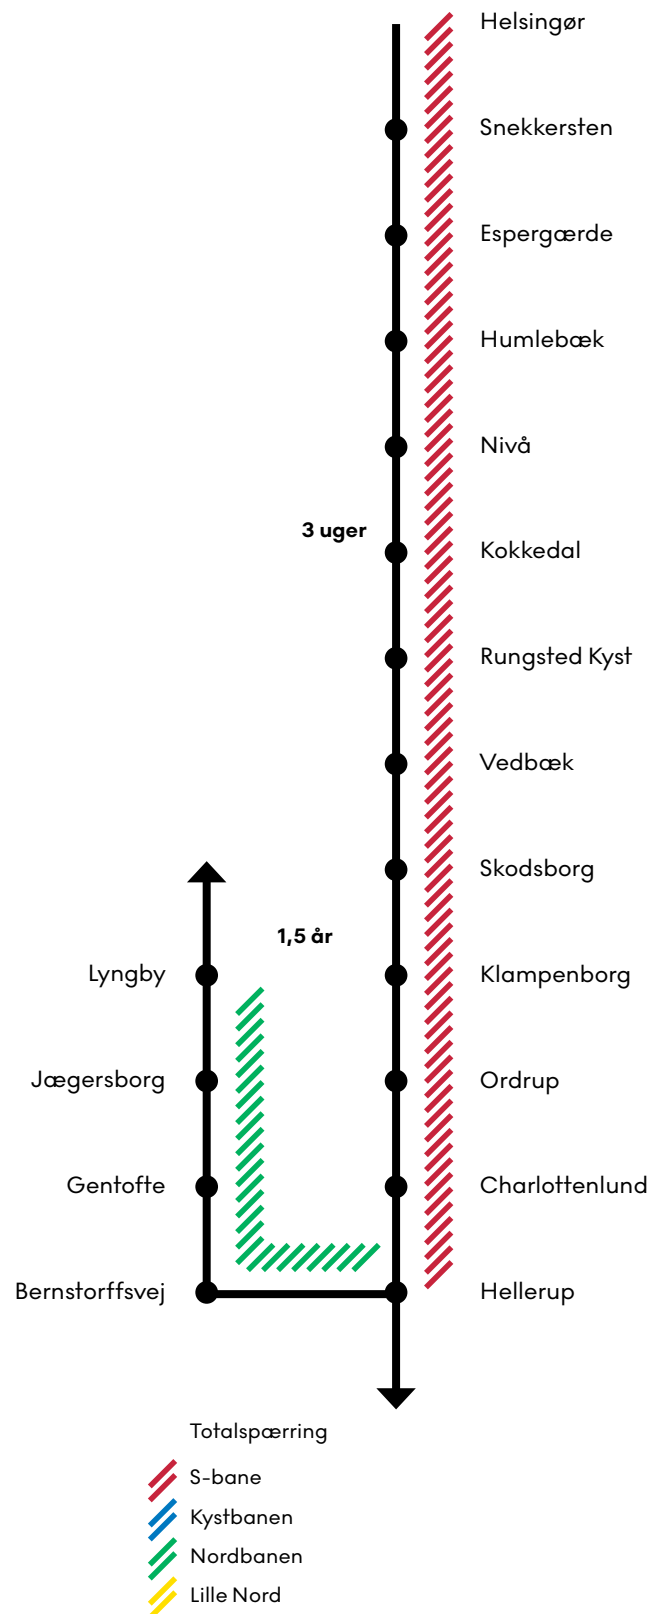 Helsingør
Snekkersten
Espergærde
Humlebæk
Nivå
3 uger
Kokkedal
Rungsted Kyst
Vedbæk
Skodsborg
1,5 år
Lyngby
Klampenborg
Jægersborg
Ordrup
Gentofte
Charlottenlund
Bernstorffsvej
Hellerup
Totalspærring
S-bane
Kystbanen
Nordbanen
Lille Nord